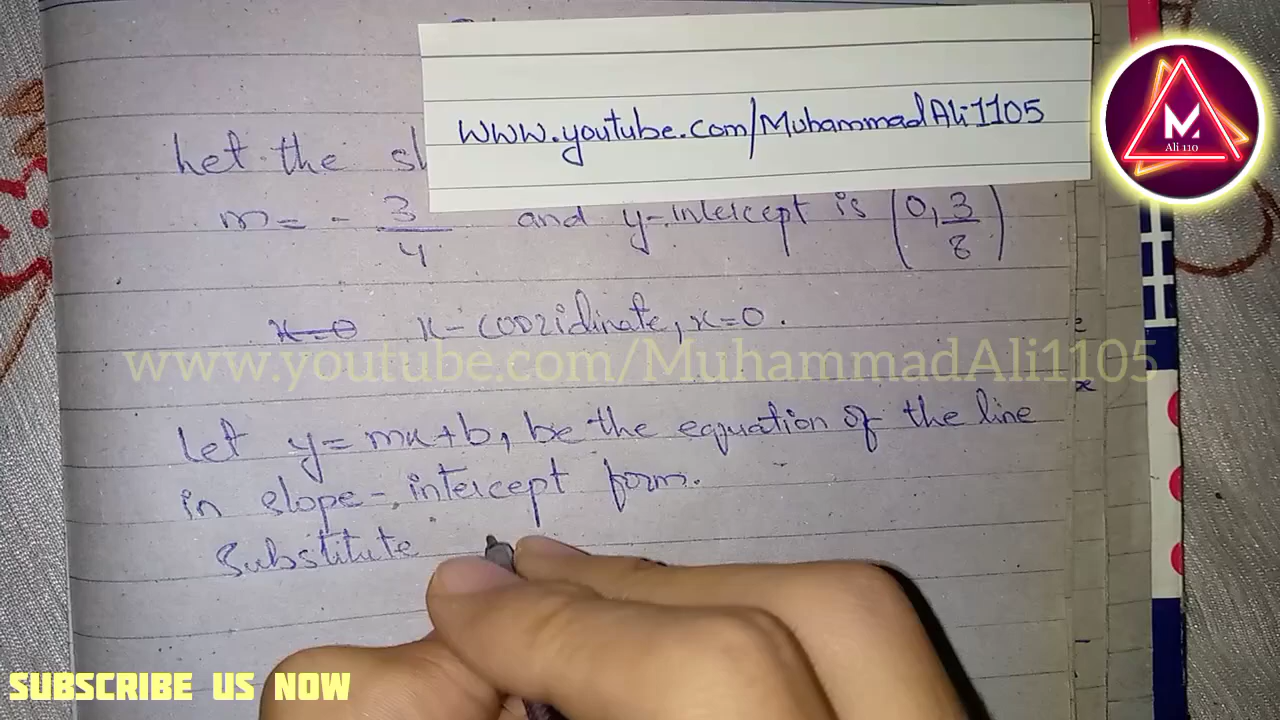 www.youtube.com/MuhammadAli1105
M
Ali 110
Let the sl
m = - 3/4 and y-intercept is (0, 3/8)
x=0 x-coordinate, x=0.
www.youtube.com/MuhammadAli1105
Let y=mx+b, be the equation of the line
in slope-intercept form.
Substitute
SUBSCRIBE US NOW